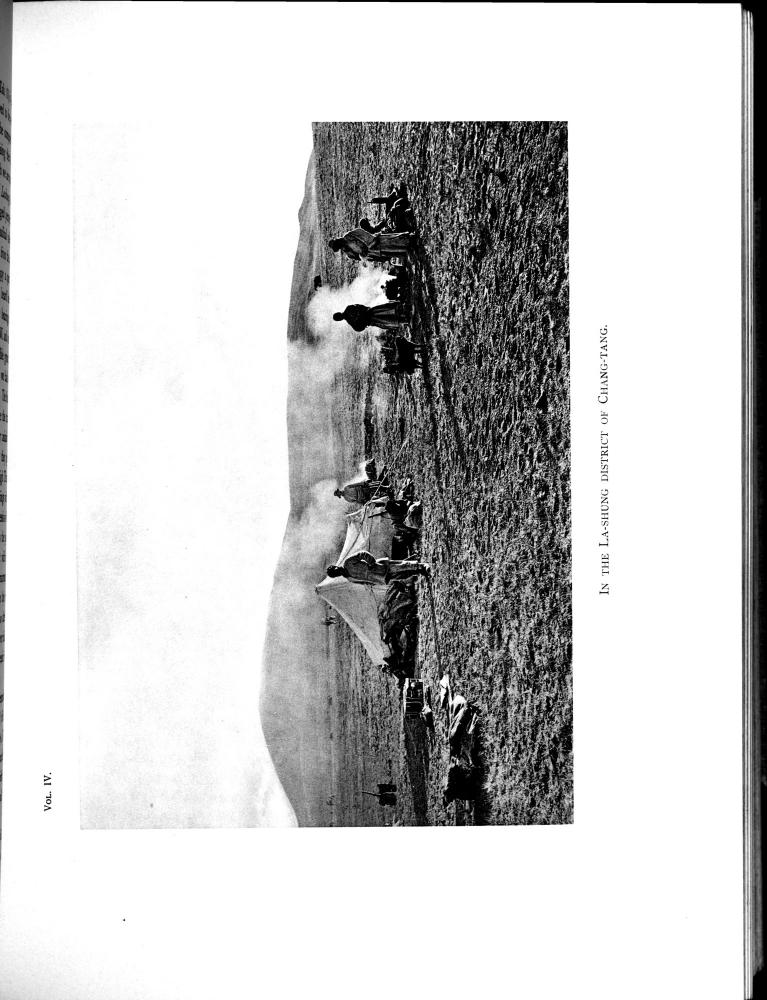 VOL. IV.
IN THE LA-SHUNG DISTRICT OF CHANG-TANG.